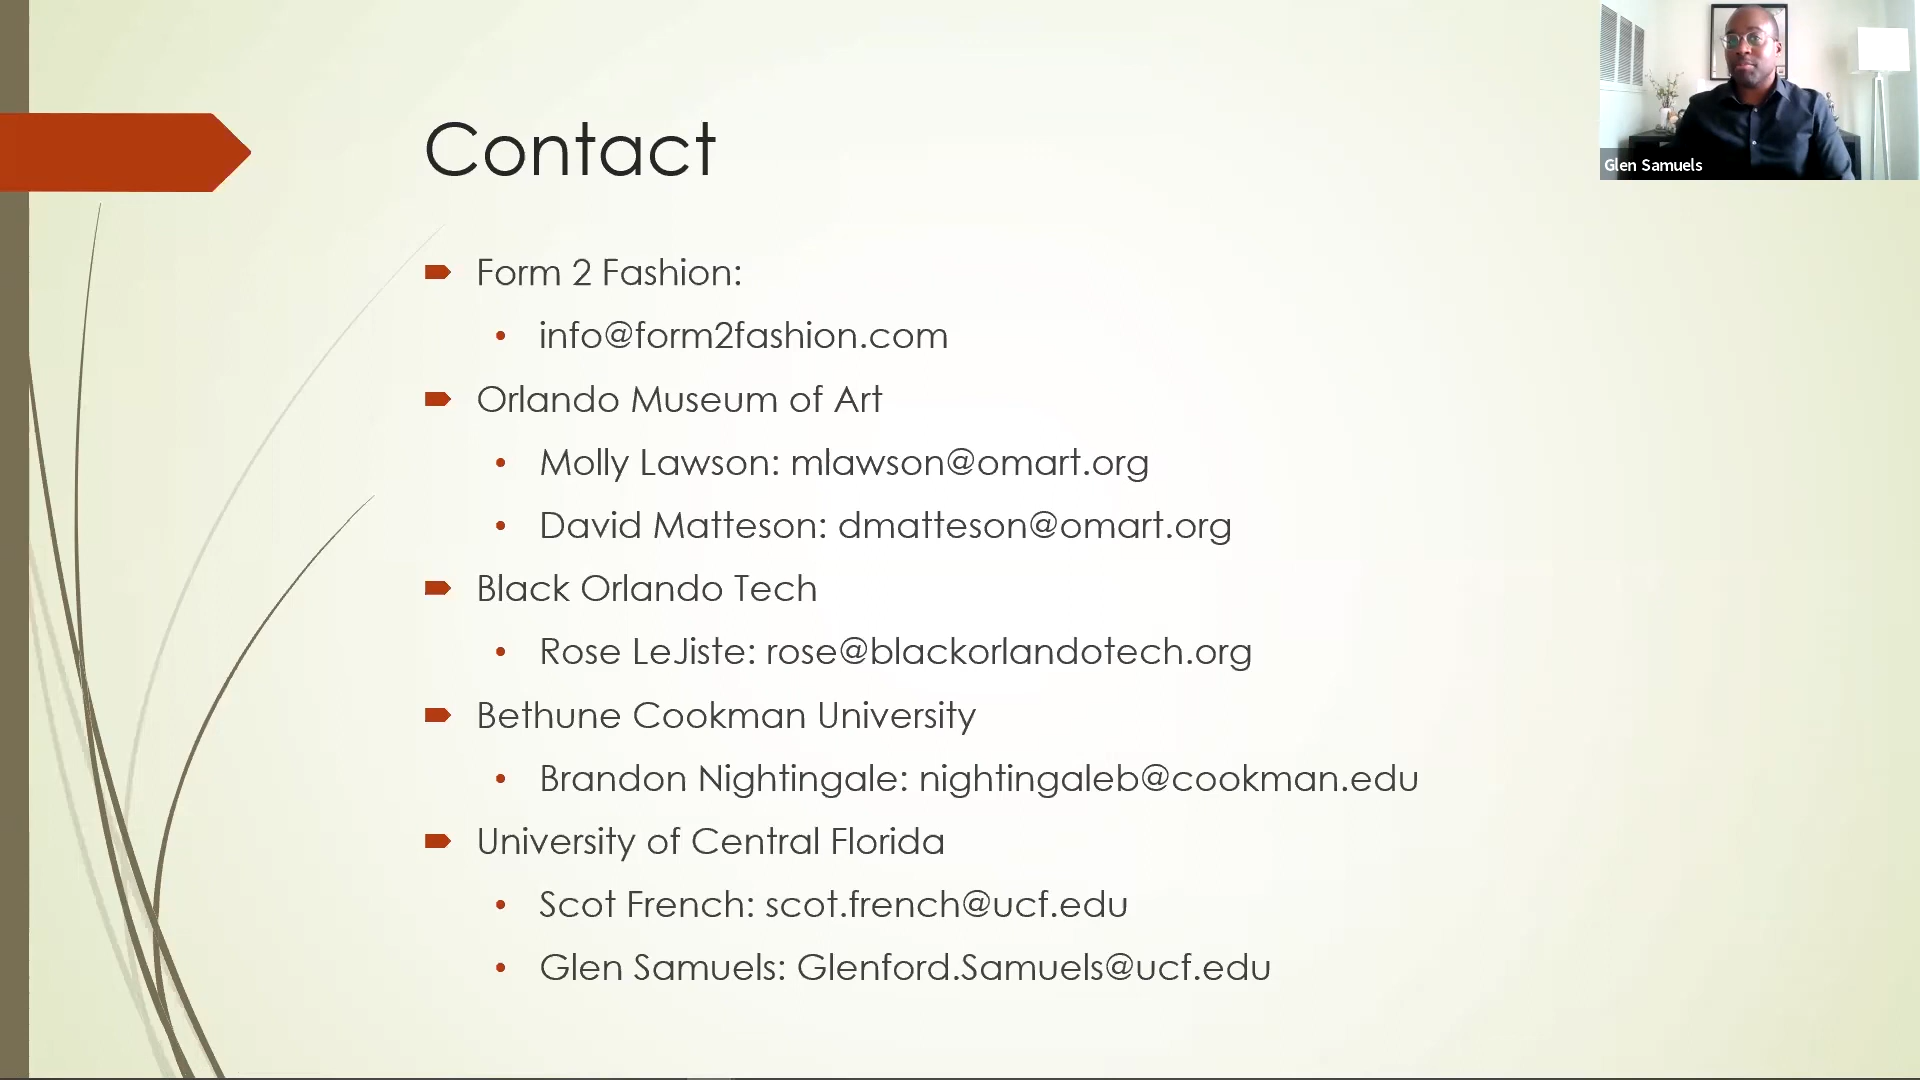 Contact
Glen Samuels
Form 2 Fashion:
info@form2fashion.com
Orlando Museum of Art
Molly Lawson: mlawson@omart.org
David Matteson: dmatteson@omart.org
Black Orlando Tech
Rose LeJiste: rose@blackorlandotech.org
Bethune Cookman University
Brandon Nightingale: nightingaleb@cookman.edu
University of Central Florida
Scot French: scot.french@ucf.edu
Glen Samuels: Glenford.Samuels@ucf.edu